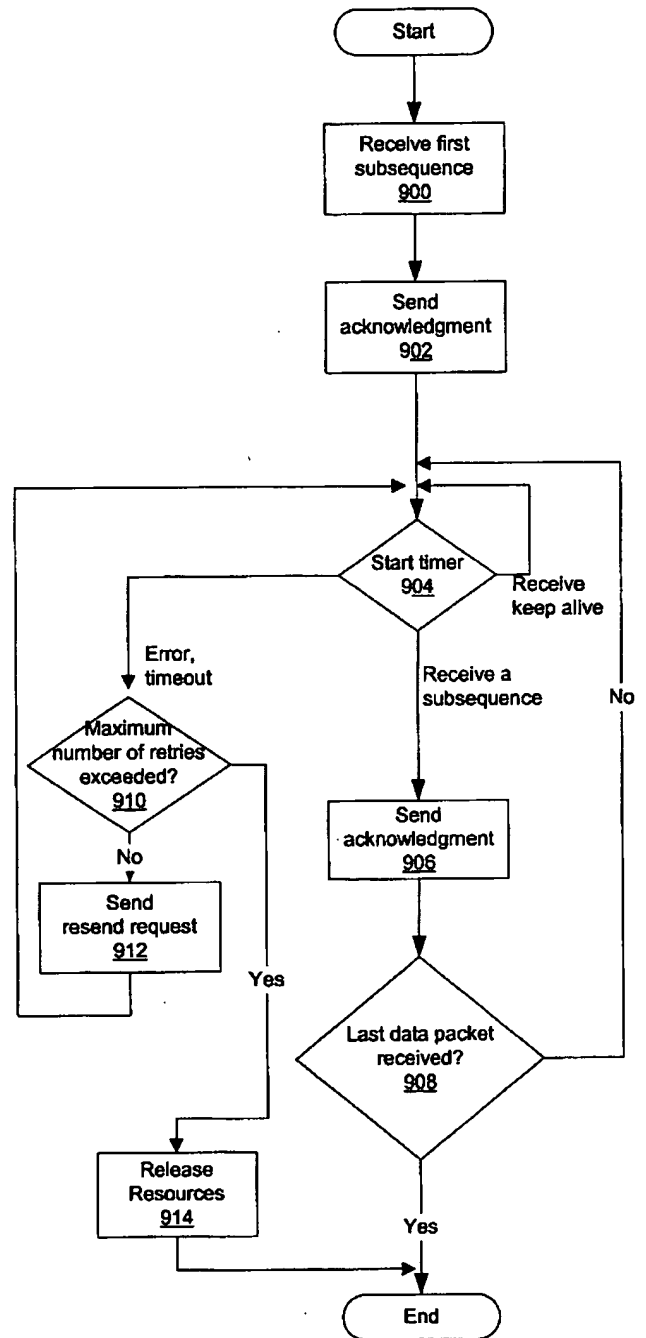 Start
Receive first
subsequence
900
Send
acknowledgment
902
Start timer
904
Receive
keep alive
Error,
timeout
Receive a
subsequence
No
Maximum
number of retries
exceeded?
910
Send
acknowledgment
906
No
Send
resend request
912
Yes
Last data packet
received?
908
Release
Resources
914
Yes
End